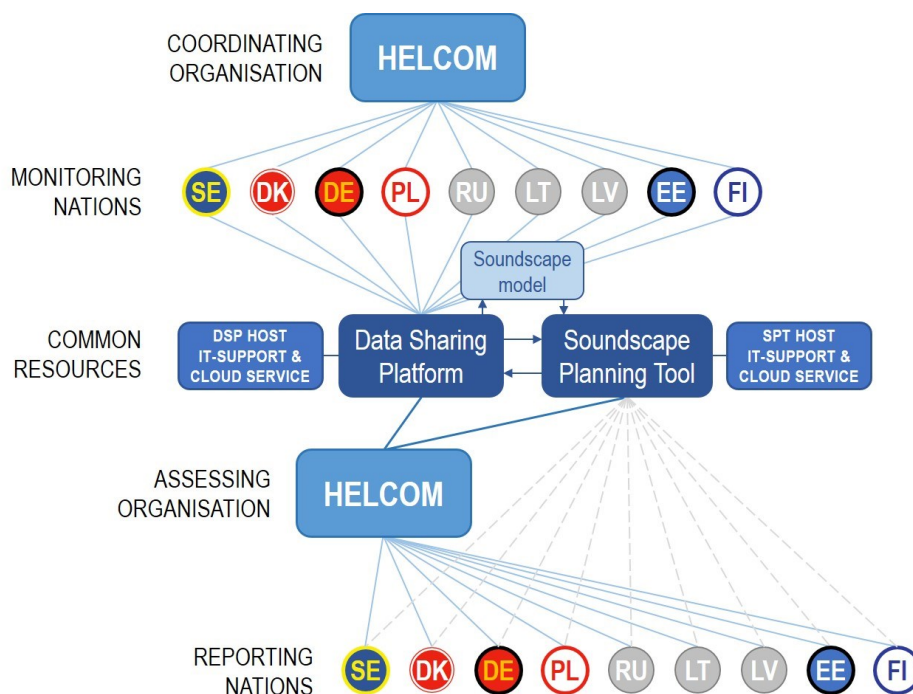 COORDINATING
ORGANISATION
HELCOM
MONITORING
NATIONS
SE DK DE PL RU LT LV EE FI
Soundscape
model
COMMON
RESOURCES
DSP HOST
IT-SUPPORT &
CLOUD SERVICE
Data Sharing
Platform
Soundscape
Planning Tool
SPT HOST
IT-SUPPORT &
CLOUD SERVICE
ASSESSING
ORGANISATION
HELCOM
REPORTING
NATIONS
SE DK DE PL RU LT LV EE FI